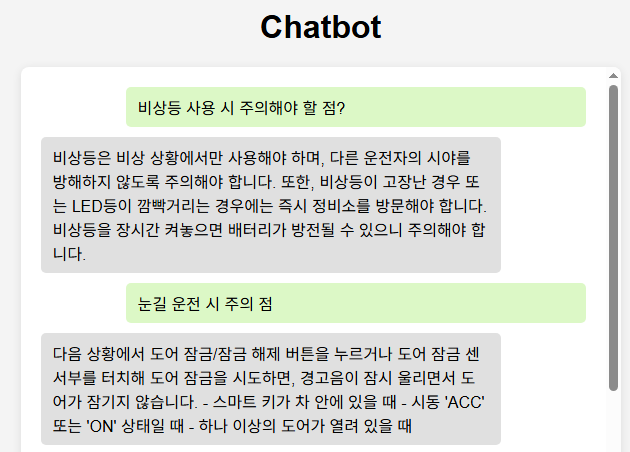 Chatbot
비상등 사용 시 주의해야 할 점?
비상등은 비상 상황에서만 사용해야 하며, 다른 운전자의 시야를
방해하지 않도록 주의해야 합니다. 또한, 비상등이 고장난 경우 또
는 LED등이 깜빡거리는 경우에는 즉시 정비소를 방문해야 합니다.
비상등을 장시간 켜놓으면 배터리가 방전될 수 있으니 주의해야 합
니다.
눈길 운전 시 주의 점
다음 상황에서 도어 잠금/잠금 해제 버튼을 누르거나 도어 잠금 센
서부를 터치해 도어 잠금을 시도하면, 경고음이 잠시 울리면서 도
어가 잠기지 않습니다. - 스마트 키가 차 안에 있을 때 - 시동 'ACC'
또는 'ON' 상태일 때 - 하나 이상의 도어가 열려 있을 때